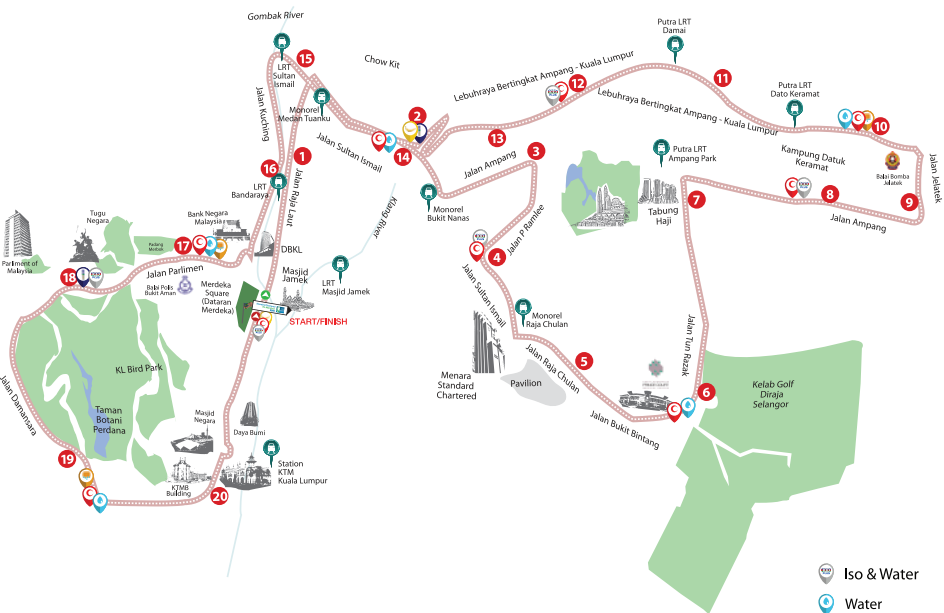 Gombak River
LRT
Sultan
Ismail
15
Chow Kit
Putra LRT
Damai
Lebuhraya Bertingkat Ampang - Kuala Lumpur
11
12
Putra LRT
Dato Keramat
Lebuhraya Bertingkat Ampang - Kuala Lumpur
Jalan Kuching
Monorel
Medan Tuanku
2
13
10
Jalan Sultan Ismail
14
1
3
Jalan Ampang
Putra LRT
Ampang Park
Kampung Datuk
Keramat
Balai Bomba
Jelatek
Jalan Jelatek
16
LRT
Bandaraya
Jalan Raja Laut
Klang River
Monorel
Bukit Nanas
Jalan P Ramlee
Tabung
Haji
7
8
9
Jalan Ampang
Parliment of
Malaysia
Tugu
Negara
Padang
Merbok
17
Bank Negara
Malaysia
DBKL
4
18
Jalan Parlimen
Balai Polis
Bukit Aman
Merdeka
Square
(Dataran
Merdeka)
Masjid
Jamek
LRT
Masjid Jamek
START/FINISH
Jalan Sultan Ismail
Monorel
Raja Chulan
Menara
Standard
Chartered
5
Jalan Raja Chulan
Pavilion
Jalan Tun Razak
Jalan Bukit Bintang
6
Kelab Golf
Diraja
Selangor
Jalan Damansara
KL Bird Park
Taman
Botani
Perdana
Masjid
Negara
Daya Bumi
19
KTMB
Building
20
Station
KTM
Kuala Lumpur
Iso & Water
Water